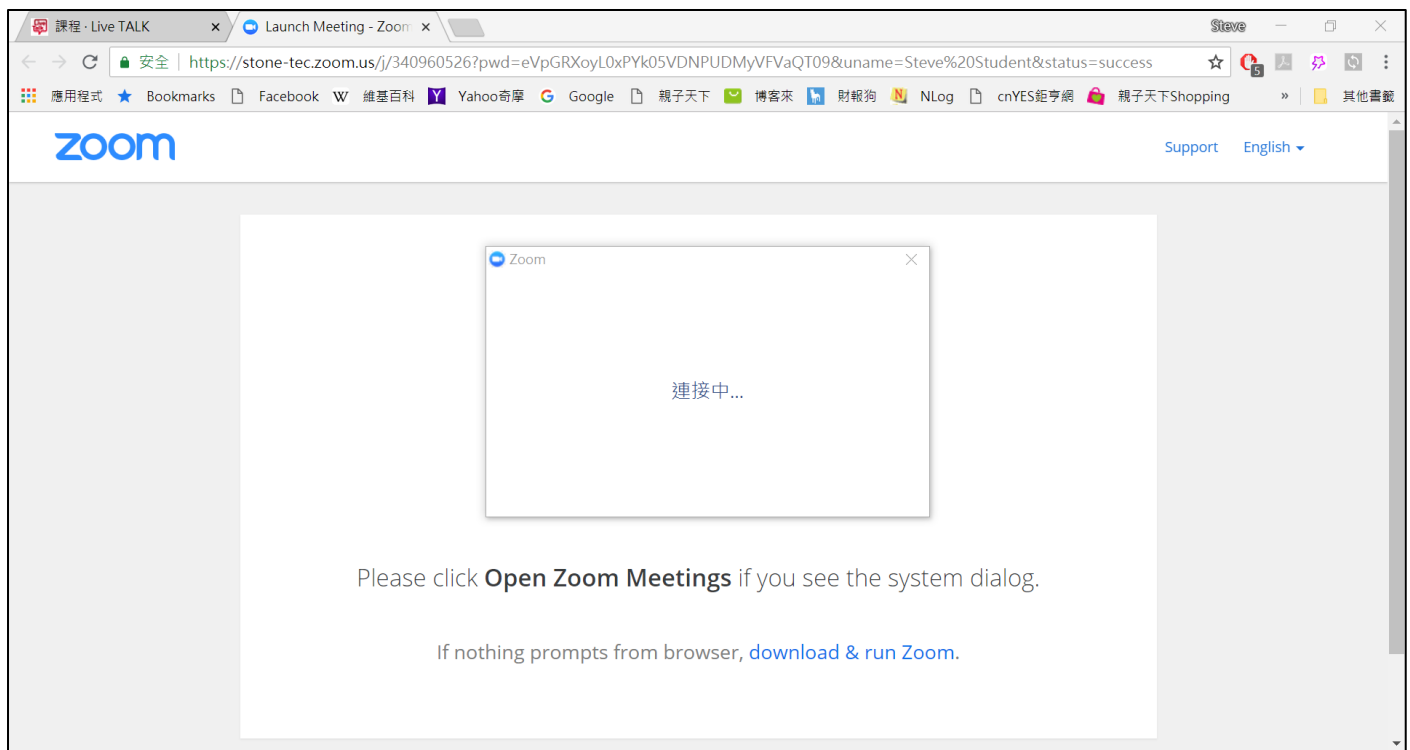 課程 · Live TALK
Launch Meeting - Zoom
Steve
安全 | https://stone-tec.zoom.us/j/340960526?pwd=eVpGRXoyL0xPYk05VDNPUDMyVFVaQT09&uname=Steve%20Student&status=success
5
應用程式 Bookmarks Facebook W 維基百科 Y Yahoo奇摩 G Google 親子天下 博客來 財報狗 N NLog cnYES鉅亨網 親子天下Shopping » 其他書籤
zoom
Support English
Zoom
連接中...
Please click Open Zoom Meetings if you see the system dialog.
If nothing prompts from browser, download & run Zoom.